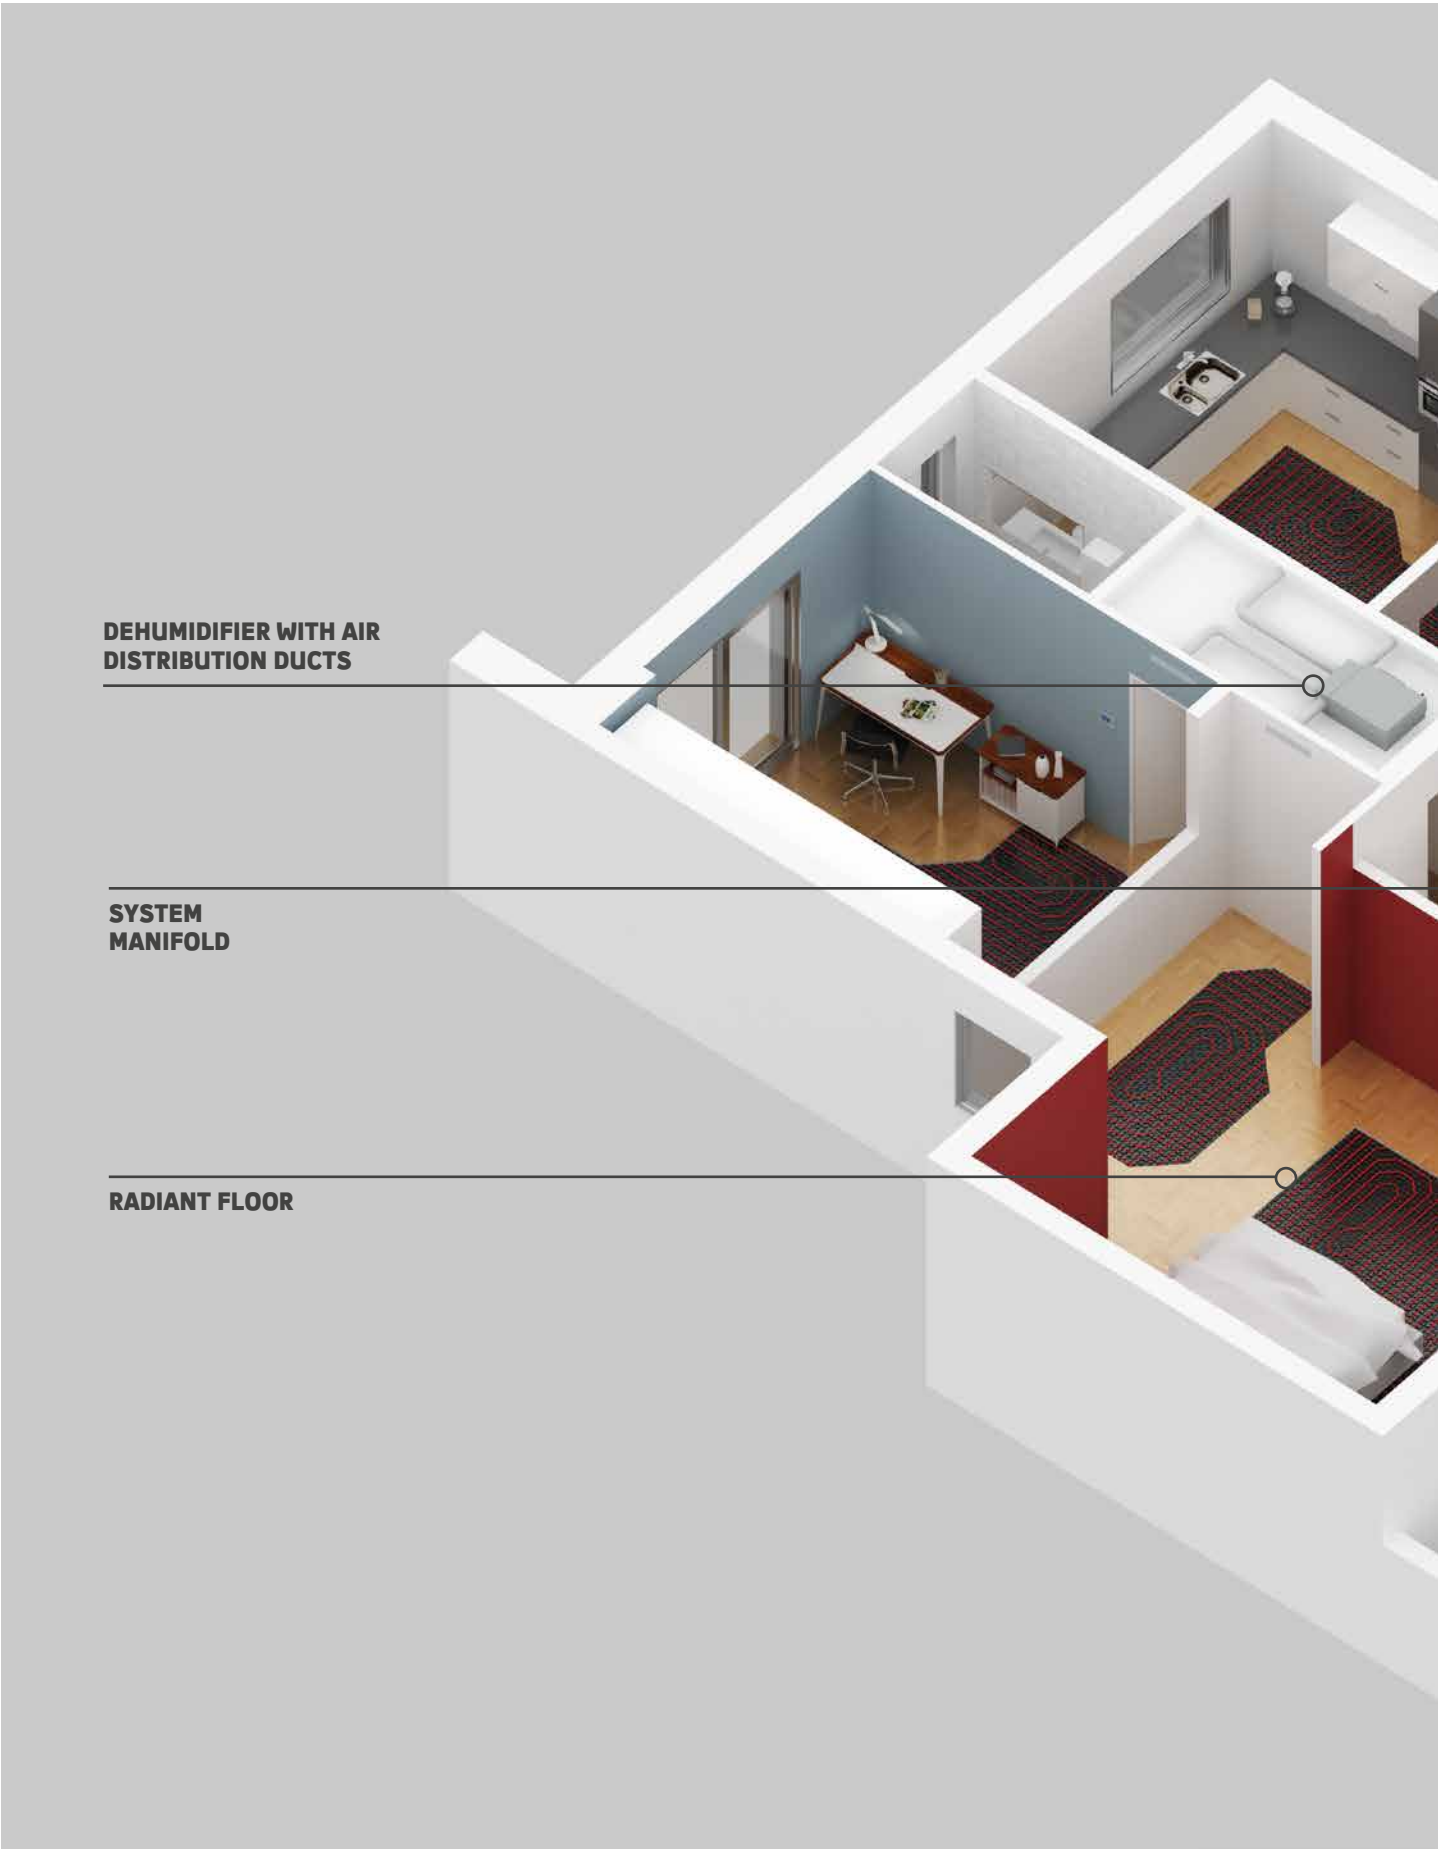 DEHUMIDIFIER WITH AIR
DISTRIBUTION DUCTS
SYSTEM
MANIFOLD
RADIANT FLOOR